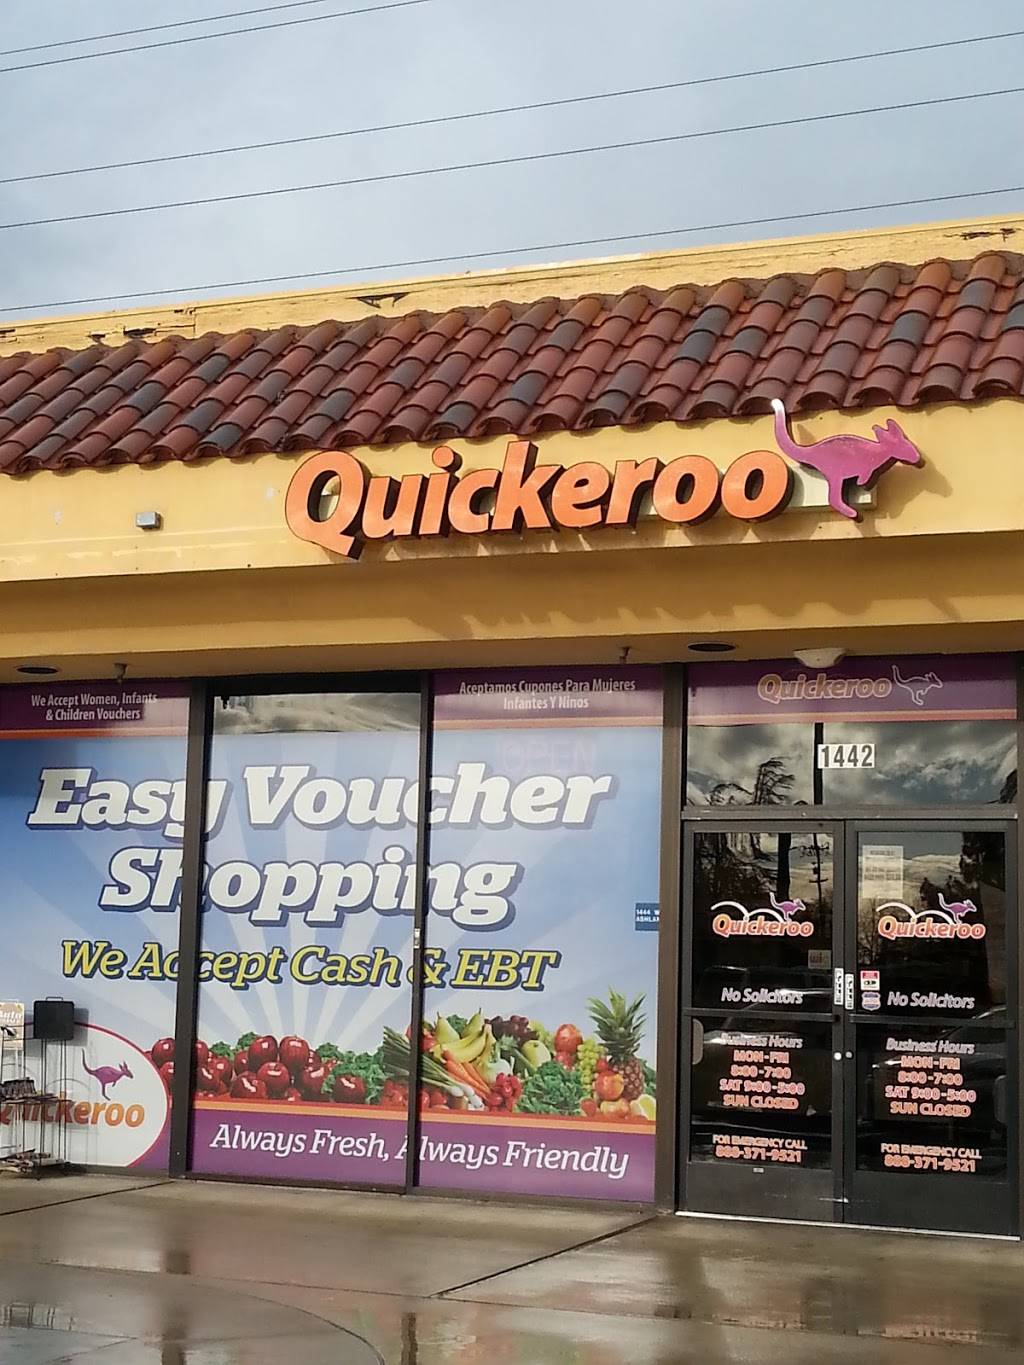 Quickeroo
We Accept Women, Infants
& Children Vouchers
Aceptamos Cupones Para Mujeres
Infantes Y Ninos
Quickeroo
OPEN
1442
Easy Voucher
Shopping
We Accept Cash & EBT
1444 W
ASHLAN
Quickeroo
Always Fresh, Always Friendly
Quickeroo
No Solicitors
Business Hours
MON-FRI
8:00-7:00
SAT 9:00-5:00
SUN CLOSED
FOR EMERGENCY CALL
888-371-9521
Quickeroo
No Solicitors
Business Hours
MON-FRI
8:00-7:00
SAT 9:00-5:00
SUN CLOSED
FOR EMERGENCY CALL
888-371-9521